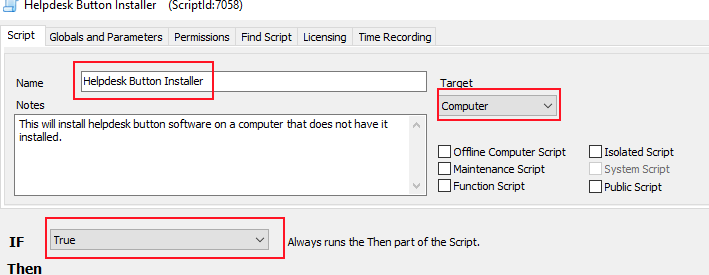 Helpdesk Button Installer (ScriptId:7058)
Script Globals and Parameters Permissions Find Script Licensing Time Recording
Name Helpdesk Button Installer
Target
Computer
Notes
This will install helpdesk button software on a computer that does not have it
installed.
Offline Computer Script Isolated Script
Maintenance Script System Script
Function Script Public Script
IF True Always runs the Then part of the Script.
Then